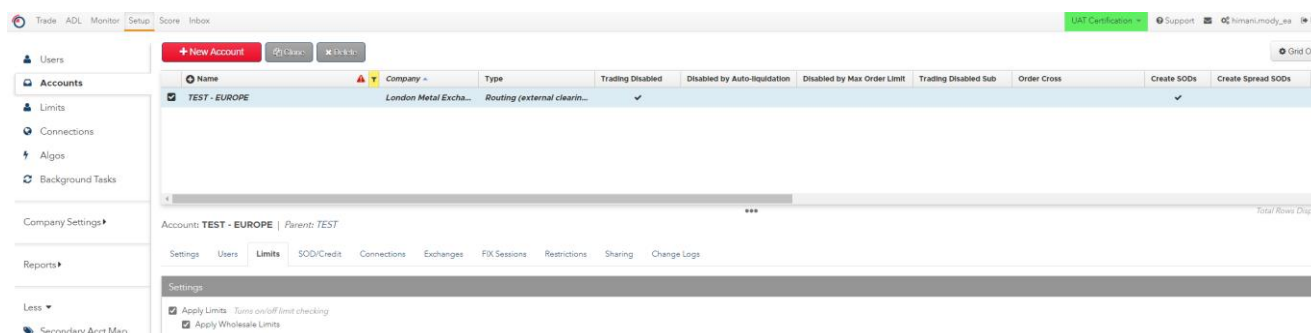 Trade ADL Monitor Setup Score Inbox UAT Certification Support himani.mody_ea
Users
Accounts
Limits
Connections
Algos
Background Tasks
Company Settings
Reports
Less
Secondary Acct Map
+ New Account Clone Delete Grid O
Name Company Type Trading Disabled Disabled by Auto-liquidation Disabled by Max Order Limit Trading Disabled Sub Order Cross Create SODs Create Spread SODs
TEST - EUROPE London Metal Excha... Routing (external clearin...
Total Rows Disp
Account: TEST - EUROPE | Parent: TEST
Settings Users Limits SOD/Credit Connections Exchanges FIX Sessions Restrictions Sharing Change Logs
Settings
Apply Limits Turns on/off limit checking
Apply Wholesale Limits